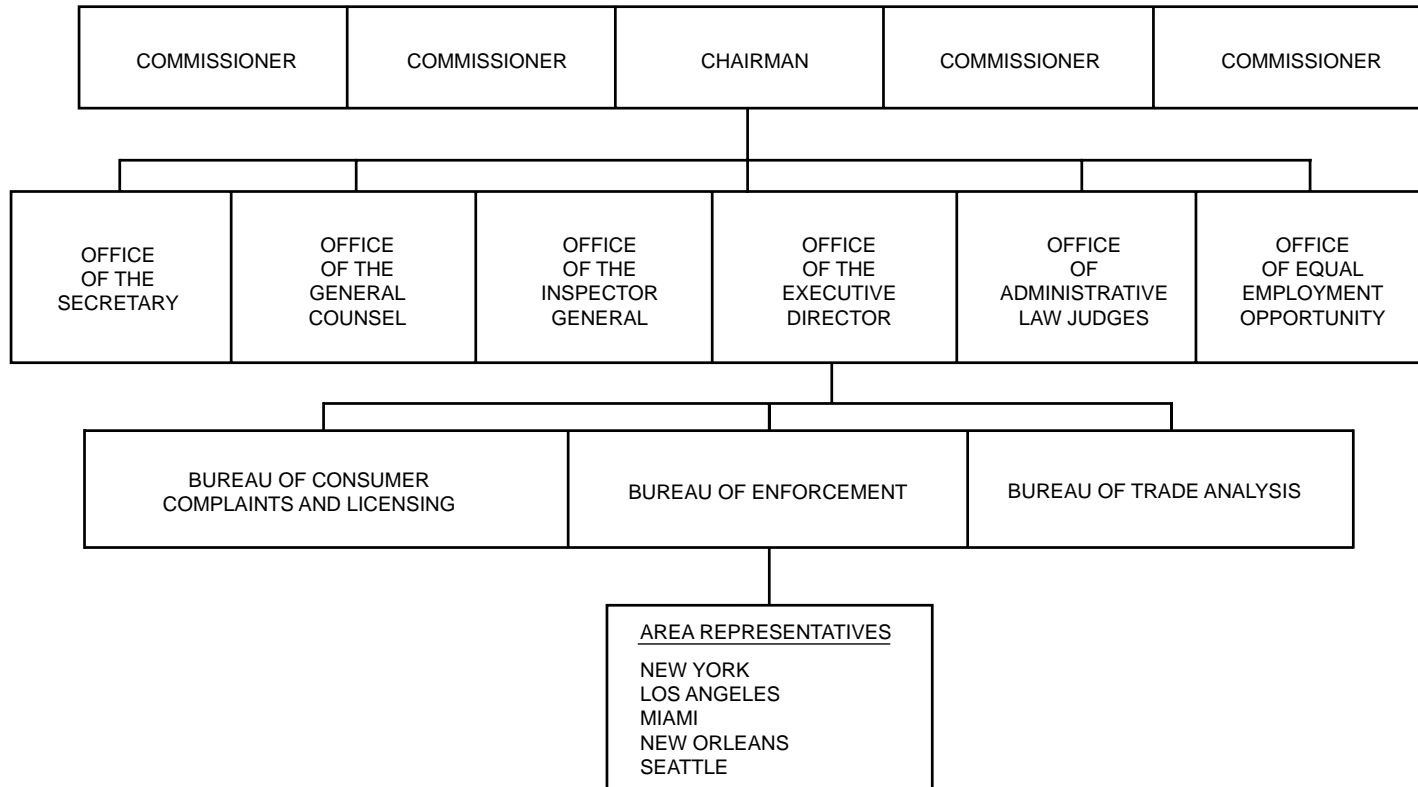 COMMISSIONER
COMMISSIONER
CHAIRMAN
COMMISSIONER
COMMISSIONER
OFFICE
OF THE
SECRETARY
OFFICE
OF THE
GENERAL
COUNSEL
OFFICE
OF THE
INSPECTOR
GENERAL
OFFICE
OF THE
EXECUTIVE
DIRECTOR
OFFICE
OF
ADMINISTRATIVE
LAW JUDGES
OFFICE
OF EQUAL
EMPLOYMENT
OPPORTUNITY
BUREAU OF CONSUMER
COMPLAINTS AND LICENSING
BUREAU OF ENFORCEMENT
BUREAU OF TRADE ANALYSIS
AREA REPRESENTATIVES
NEW YORK
LOS ANGELES
MIAMI
NEW ORLEANS
SEATTLE